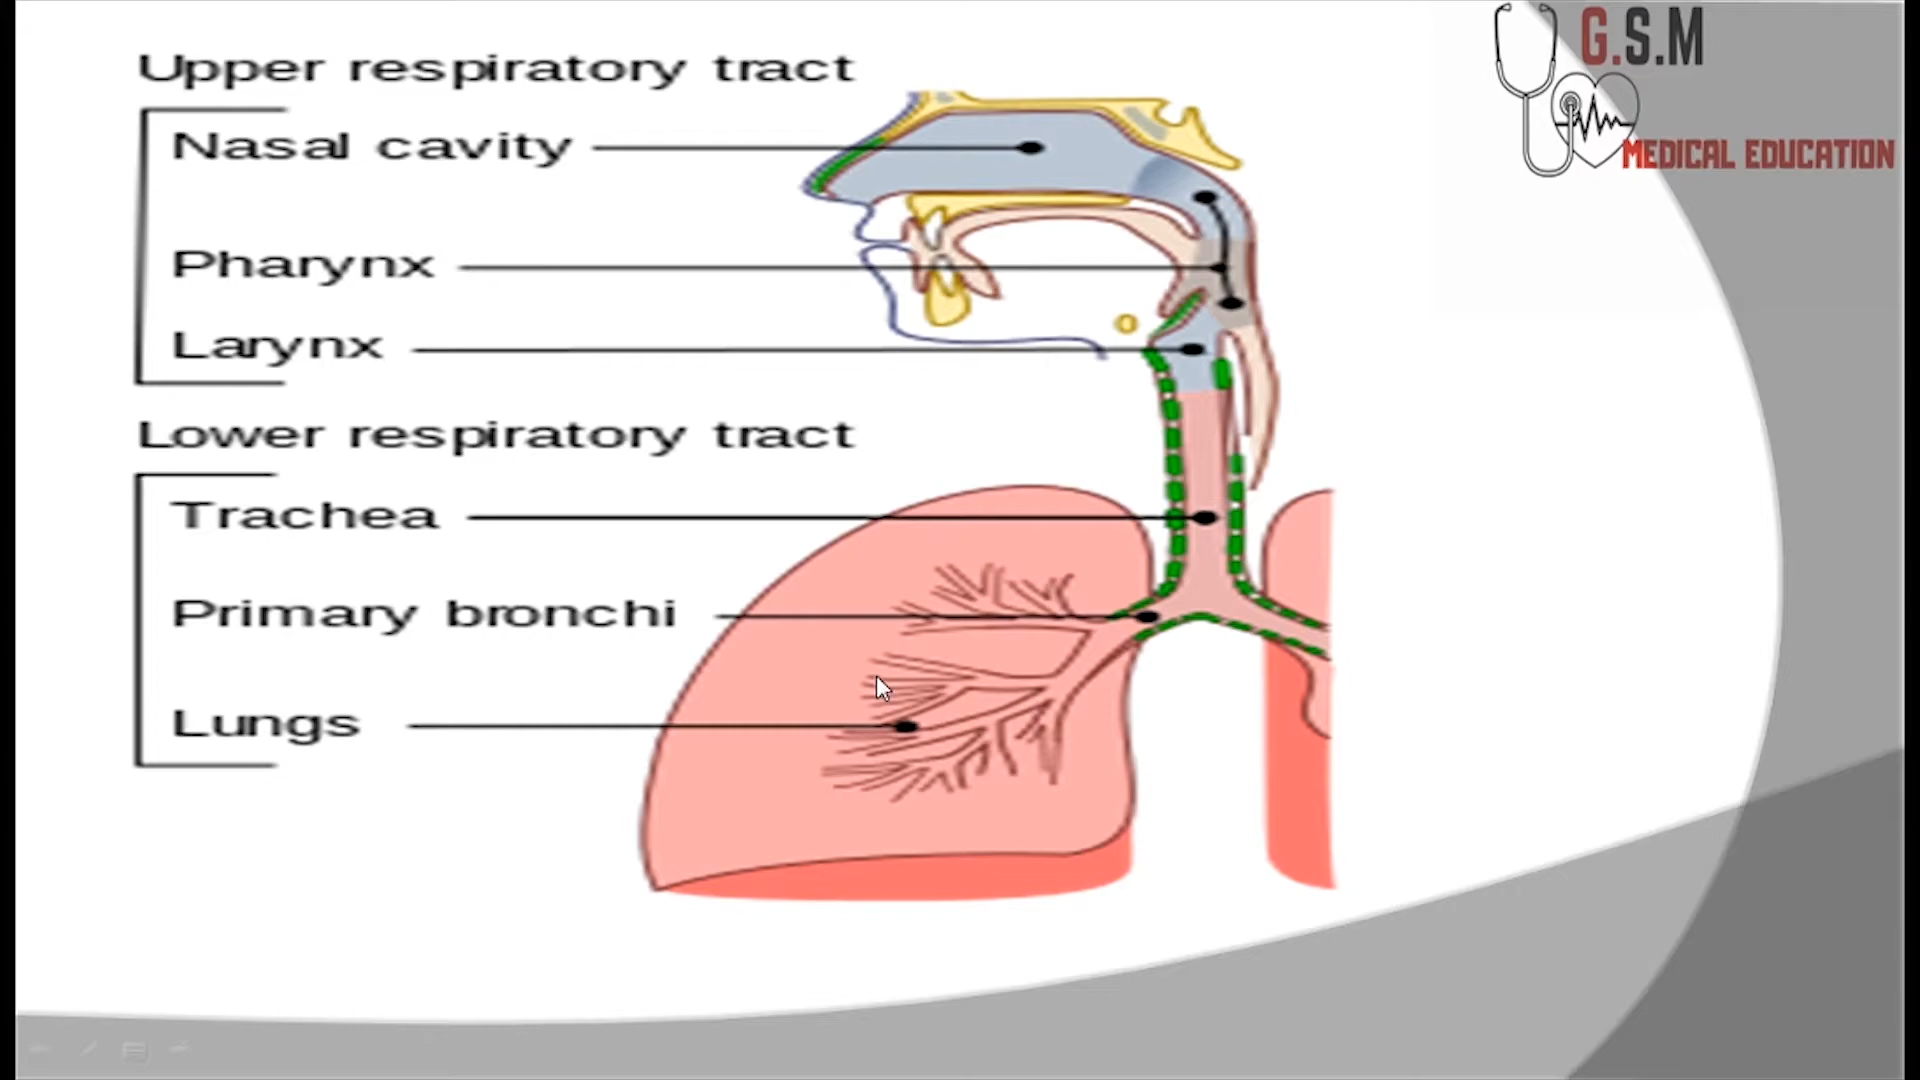 Upper respiratory tract
Nasal cavity
Pharynx
Larynx
Lower respiratory tract
Trachea
Primary bronchi
Lungs
G.S.M
MEDICAL EDUCATION